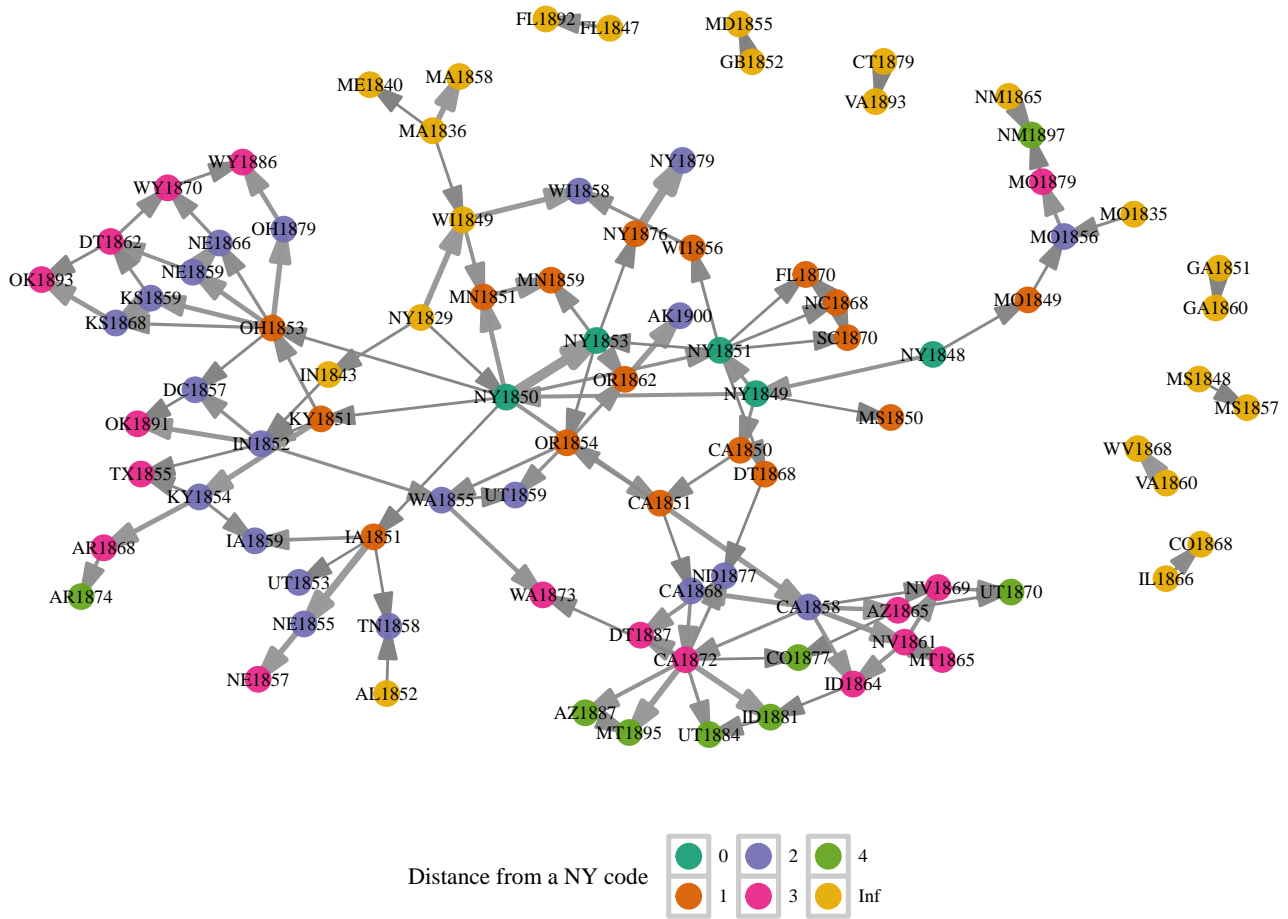 FL1892
FL1847
MD1855
GB1852
CT1879
VA1893
MA1858
ME1840
MA1836
NM1865
NM1897
WY1886
NY1879
WY1870
WI1858
MO1879
MO1835
WI1849
OH1879
NY1876
DT1862
NE1866
WI1856
MO1856
NE1859
FL1870
GA1851
OK1893
MN1859
KS1859
MN1851
NC1868
MO1849
GA1860
KS1868
OH1853
NY1829
AK1900
NY1853
SC1870
NY1851
NY1848
IN1843
OR1862
MS1848
DC1857
NY1850
NY1849
MS1857
OK1891
KY1851
MS1850
IN1852
OR1854
CA1850
WV1868
TX1855
DT1868
VA1860
KY1854
WA1855
UT1859
CA1851
AR1868
IA1859
IA1851
CO1868
UT1853
ND1877
IL1866
AR1874
WA1873
CA1868
NV1869
UT1870
NE1855
TN1858
CA1858
AZ1865
DT1887
NV1861
NE1857
CA1872
CO1877
MT1865
AL1852
ID1864
AZ1887
ID1881
MT1895
UT1884
Distance from a NY code
0 2 4
1 3 Inf